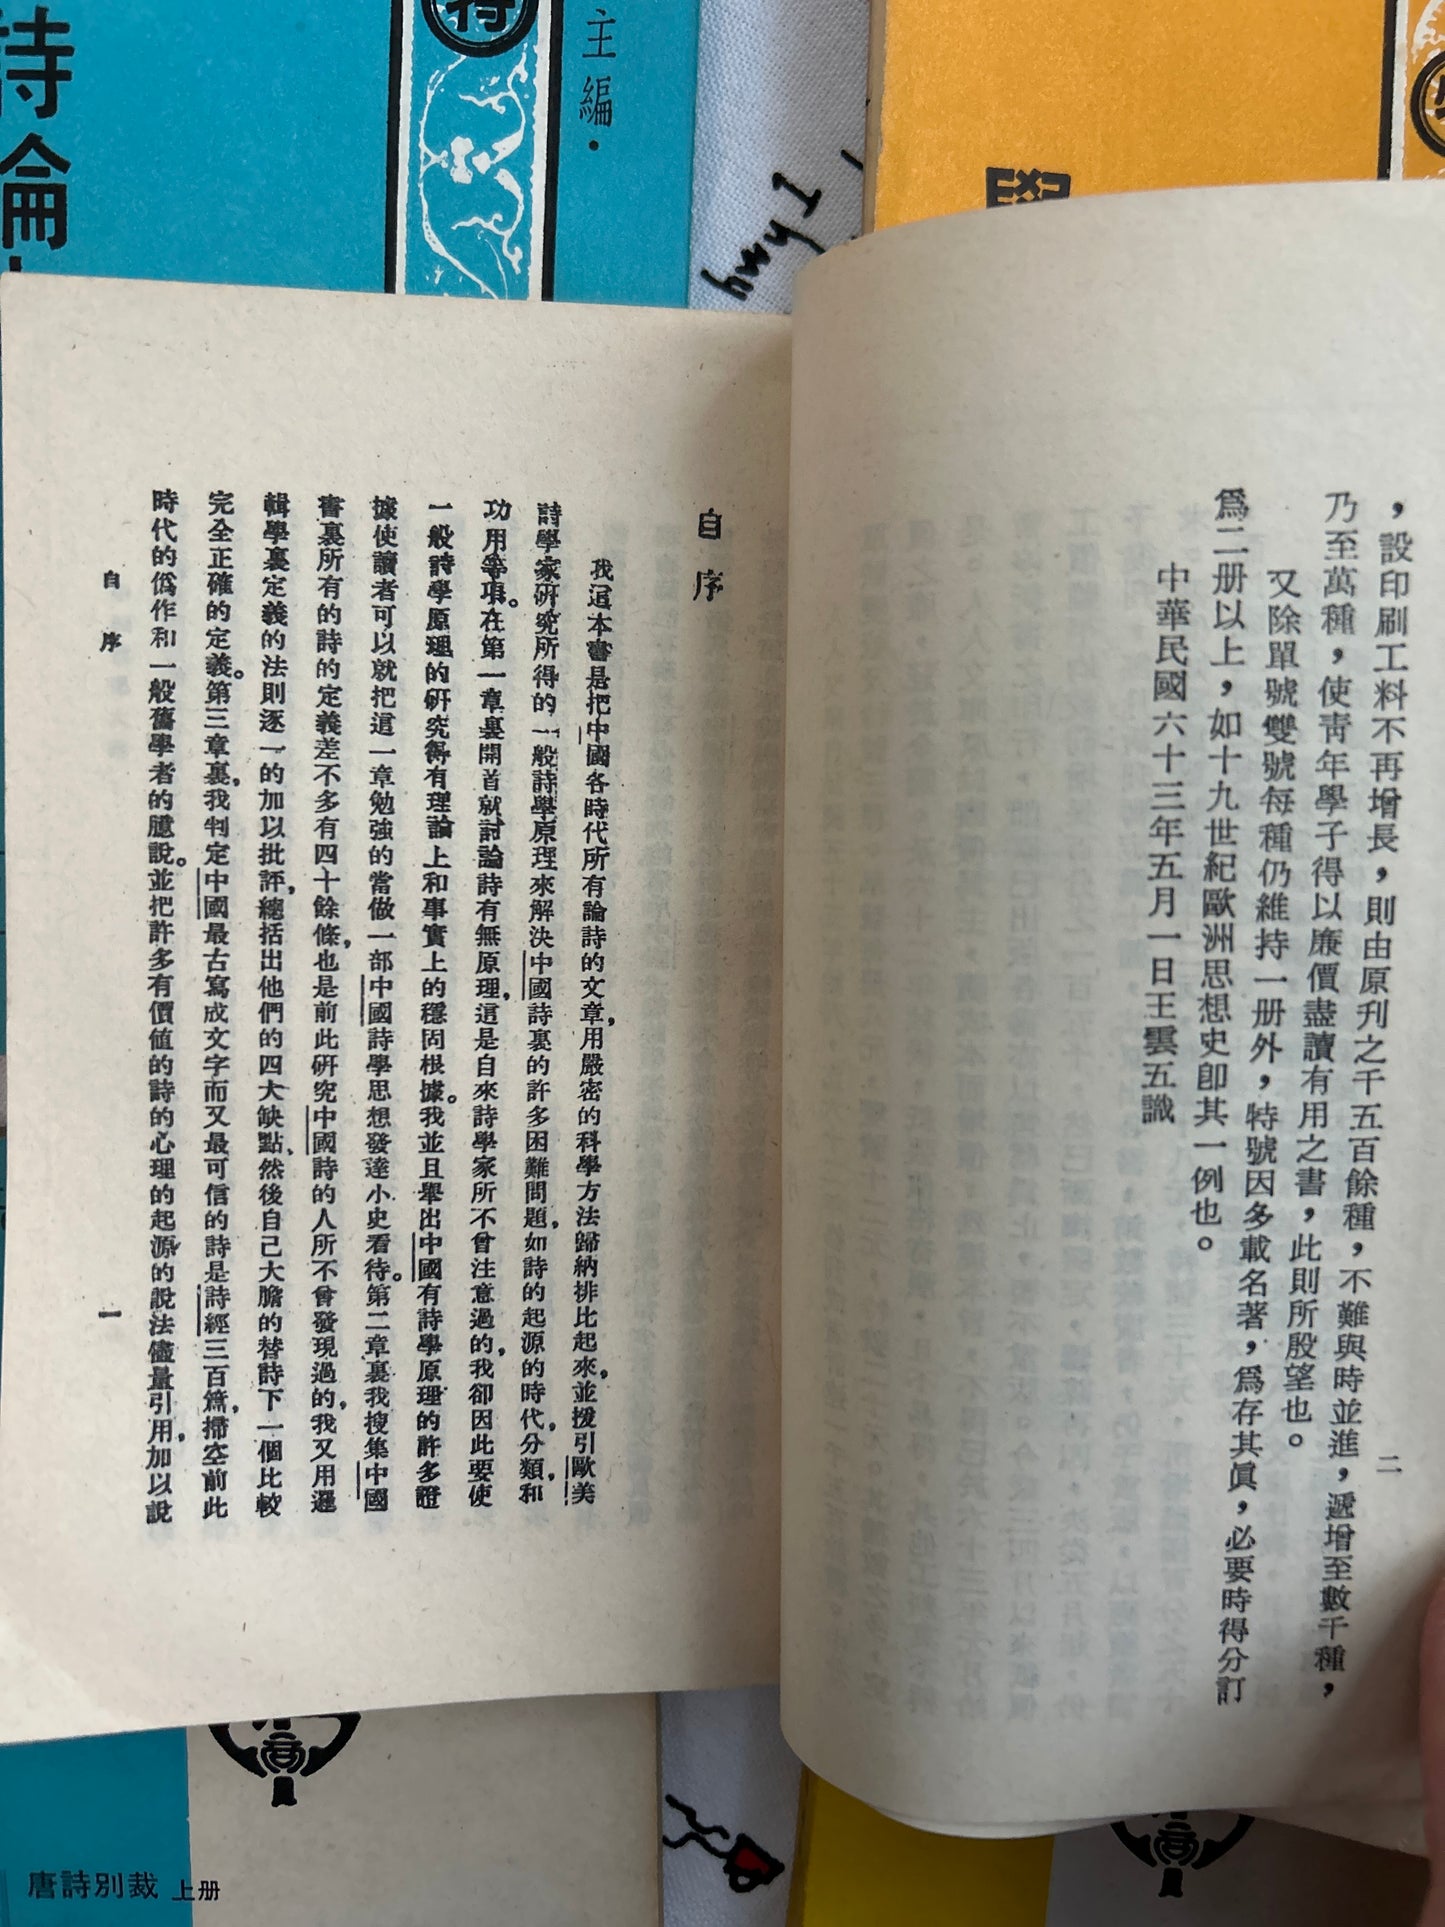 ，設印刷工料不再增長，則由原刋之千五百餘種，不難與時並進，遞增至數千種，
乃至萬種，使青年學子得以廉價盡讀有用之書，此則所殷望也。
又除單號雙號每種仍維持一册外，特號因多載名著，爲存其眞，必要時得分訂
爲二册以上，如十九世紀歐洲思想史卽其一例也。
中華民國六十三年五月一日王雲五識
二
自序
我這本書是把中國各時代所有論詩的文章，用嚴密的科學方法歸納排比起來，並援引歐美
詩學家硏究所得的一般詩學原理來解決中國詩裏的許多困難問題，如詩的起源的時代，分類，和
功用等項。在第一章裏開首就討論詩有無原理，這是自來詩學家所不曾注意過的，我卻因此要使
一般詩學原理的硏究得有理論上和事實上的穩固根據。我並且舉出中國有詩學原理的許多證
據使讀者可以就把這一章勉強的當做一部中國詩學思想發達小史看待。第二章裏我搜集中國
書裏所有的詩的定義差不多有四十餘條，也是前此硏究中國詩的人所不曾發現過的，我又用邏
輯學裏定義的法則逐一的加以批評，總括出他們的四大缺點，然後自己大膽的替詩下一個比較
完全正確的定義。第三章裏，我判定中國最古寫成文字而又最可信的詩是詩經三百篇，掃空前此
時代的僞作和一般舊學者的臆說。並把許多有價值的詩的心理的起源的說法儘量引用，加以說
自序
一
主編·
詩論
唐詩別裁 上册